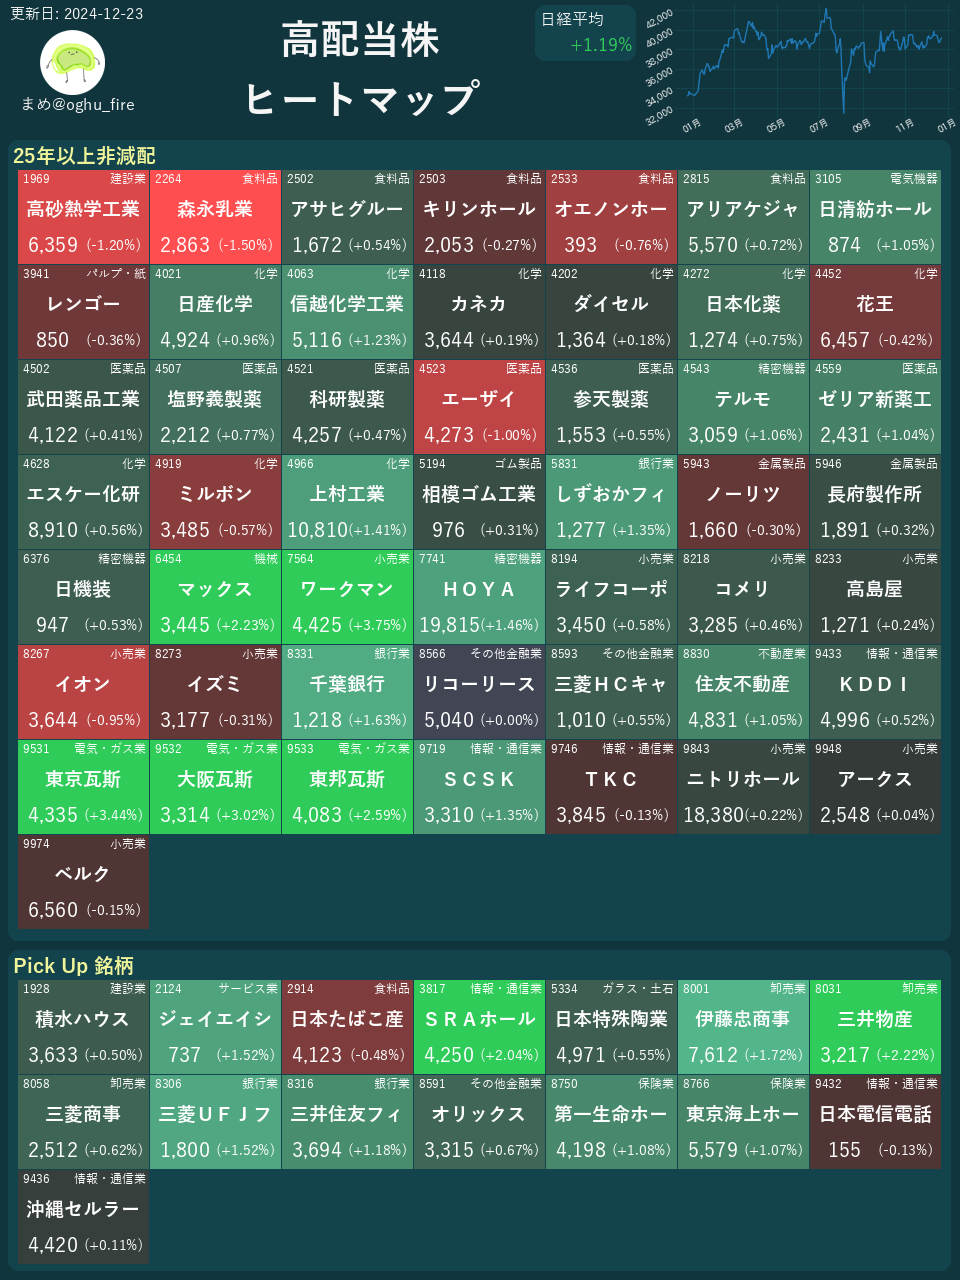 更新日: 2024-12-23
まめ@oghu_fire
高配当株
ヒートマップ
日経平均
+1.19%
42,000
40,000
38,000
36,000
34,000
32,000
01月 03月 05月 07月 09月 11月 01月
25年以上非減配
1969 建設業 2264 食料品 2502 食料品 2503 食料品 2533 食料品 2815 食料品 3105 電気機器
高砂熱学工業 森永乳業 アサヒグルー キリンホール オエノンホー アリアケジャ 日清紡ホール
6,359 (-1.20%) 2,863 (-1.50%) 1,672 (+0.54%) 2,053 (-0.27%) 393 (-0.76%) 5,570 (+0.72%) 874 (+1.05%)
3941 パルプ・紙 4021 化学 4063 化学 4118 化学 4202 化学 4272 化学 4452 化学
レンゴー 日産化学 信越化学工業 カネカ ダイセル 日本化薬 花王
850 (-0.36%) 4,924 (+0.96%) 5,116 (+1.23%) 3,644 (+0.19%) 1,364 (+0.18%) 1,274 (+0.75%) 6,457 (-0.42%)
4502 医薬品 4507 医薬品 4521 医薬品 4523 医薬品 4536 医薬品 4543 精密機器 4559 医薬品
武田薬品工業 塩野義製薬 科研製薬 エーザイ 参天製薬 テルモ ゼリア新薬工
4,122 (+0.41%) 2,212 (+0.77%) 4,257 (+0.47%) 4,273 (-1.00%) 1,553 (+0.55%) 3,059 (+1.06%) 2,431 (+1.04%)
4628 化学 4919 化学 4966 化学 5194 ゴム製品 5831 銀行業 5943 金属製品 5946 金属製品
エスケー化研 ミルボン 上村工業 相模ゴム工業 しずおかフィ ノーリツ 長府製作所
8,910 (+0.56%) 3,485 (-0.57%) 10,810(+1.41%) 976 (+0.31%) 1,277 (+1.35%) 1,660 (-0.30%) 1,891 (+0.32%)
6376 精密機器 6454 機械 7564 小売業 7741 精密機器 8194 小売業 8218 小売業 8233 小売業
日機装 マックス ワークマン ＨＯＹＡ ライフコーポ コメリ 高島屋
947 (+0.53%) 3,445 (+2.23%) 4,425 (+3.75%) 19,815(+1.46%) 3,450 (+0.58%) 3,285 (+0.46%) 1,271 (+0.24%)
8267 小売業 8273 小売業 8331 銀行業 8566 その他金融業 8593 その他金融業 8830 不動産業 9433 情報・通信業
イオン イズミ 千葉銀行 リコーリース 三菱ＨＣキャ 住友不動産 ＫＤＤＩ
3,644 (-0.95%) 3,177 (-0.31%) 1,218 (+1.63%) 5,040 (+0.00%) 1,010 (+0.55%) 4,831 (+1.05%) 4,996 (+0.52%)
9531 電気・ガス業 9532 電気・ガス業 9533 電気・ガス業 9719 情報・通信業 9746 情報・通信業 9843 小売業 9948 小売業
東京瓦斯 大阪瓦斯 東邦瓦斯 ＳＣＳＫ ＴＫＣ ニトリホール アークス
4,335 (+3.44%) 3,314 (+3.02%) 4,083 (+2.59%) 3,310 (+1.35%) 3,845 (-0.13%) 18,380(+0.22%) 2,548 (+0.04%)
9974 小売業
ベルク
6,560 (-0.15%)
Pick Up 銘柄
1928 建設業 2124 サービス業 2914 食料品 3817 情報・通信業 5334 ガラス・土石 8001 卸売業 8031 卸売業
積水ハウス ジェイエイシ 日本たばこ産 ＳＲＡホール 日本特殊陶業 伊藤忠商事 三井物産
3,633 (+0.50%) 737 (+1.52%) 4,123 (-0.48%) 4,250 (+2.04%) 4,971 (+0.55%) 7,612 (+1.72%) 3,217 (+2.22%)
8058 卸売業 8306 銀行業 8316 銀行業 8591 その他金融業 8750 保険業 8766 保険業 9432 情報・通信業
三菱商事 三菱ＵＦＪフ 三井住友フィ オリックス 第一生命ホー 東京海上ホー 日本電信電話
2,512 (+0.62%) 1,800 (+1.52%) 3,694 (+1.18%) 3,315 (+0.67%) 4,198 (+1.08%) 5,579 (+1.07%) 155 (-0.13%)
9436 情報・通信業
沖縄セルラー
4,420 (+0.11%)